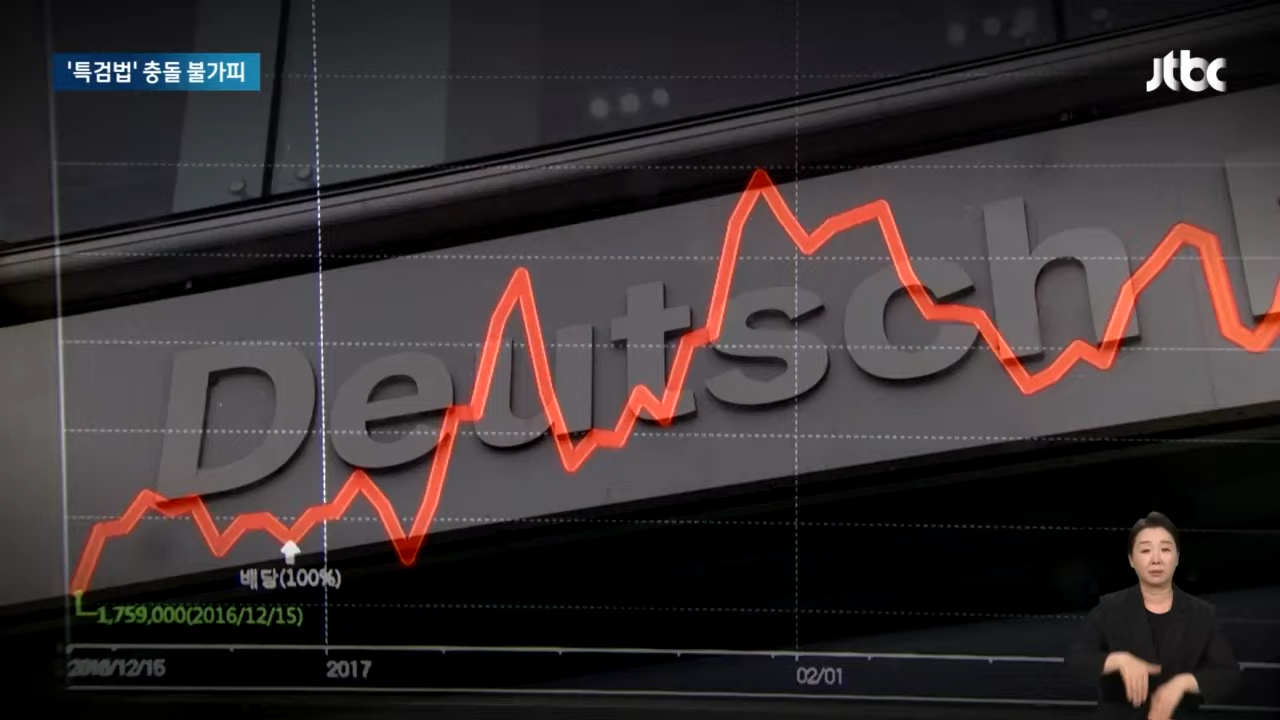 '특검법' 충돌 불가피
jtbc
Deutsch
배당(100%)
1,759,000(2016/12/15)
2016/12/15
2017
02/01